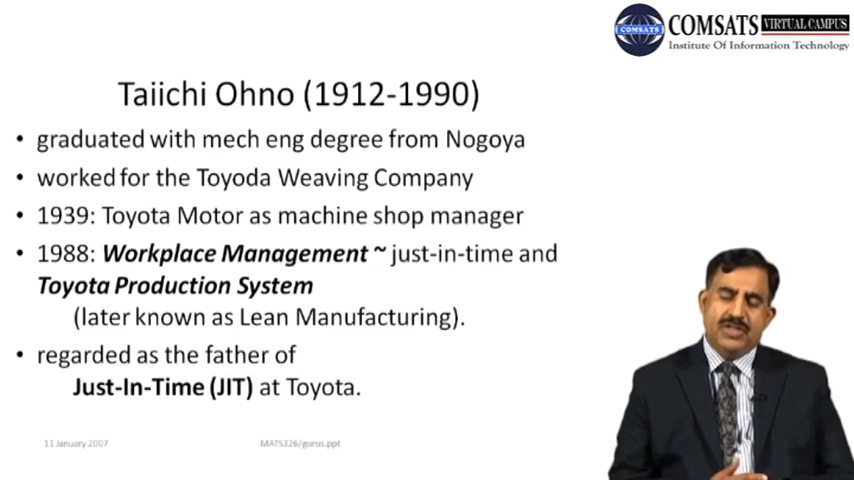 COMSATS VIRTUAL CAMPUS
COMSATS
Institute Of Information Technology
Taiichi Ohno (1912-1990)
• graduated with mech eng degree from Nogoya
• worked for the Toyoda Weaving Company
• 1939: Toyota Motor as machine shop manager
• 1988: Workplace Management ~ just-in-time and
Toyota Production System
(later known as Lean Manufacturing).
• regarded as the father of
Just-In-Time (JIT) at Toyota.
11 January 2007
MATS326/gurus.ppt